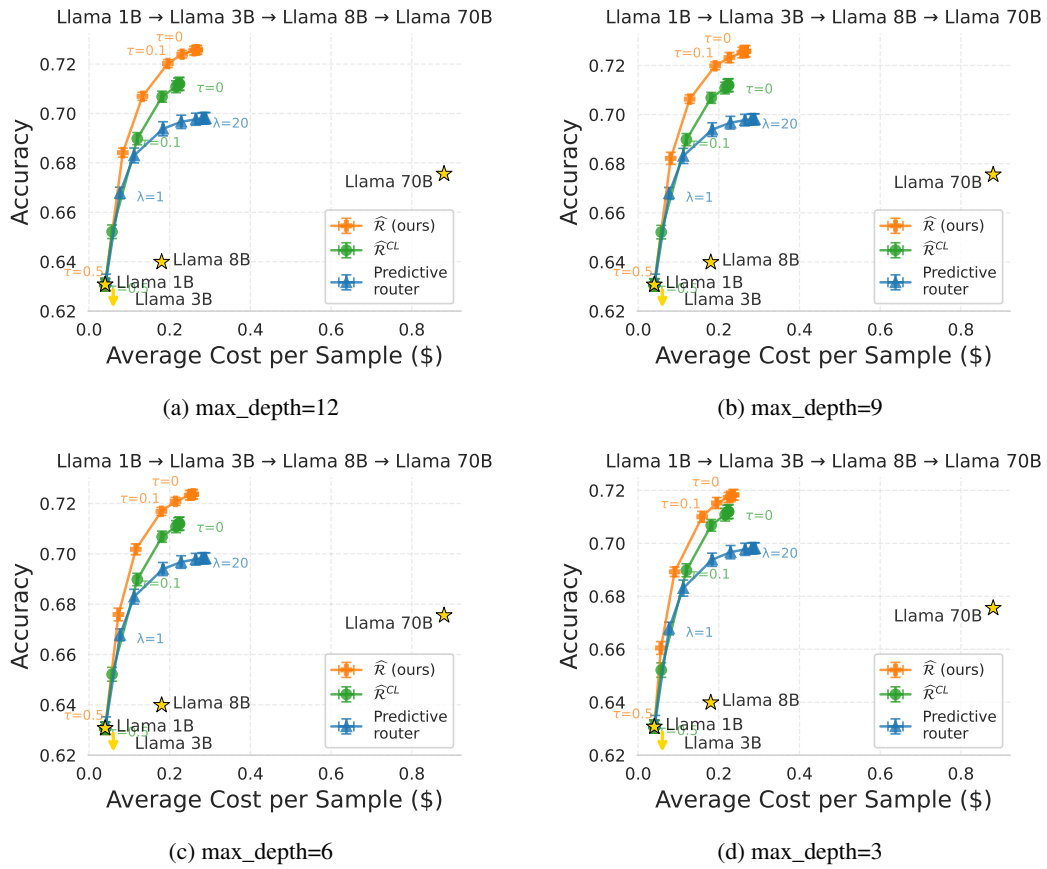 Llama 1B → Llama 3B → Llama 8B → Llama 70B
τ=0
τ=0.1
0.72
τ=0
0.70
λ=20
τ=0.1
0.68
Llama 70B
λ=1
0.66
Accuracy
R̂ (ours)
R̂^CL
Predictive
router
0.64
Llama 8B
τ=0.5
Llama 1B
τ=0.5
Llama 3B
0.62
0.0 0.2 0.4 0.6 0.8
Average Cost per Sample ($)
(a) max_depth=12
Llama 1B → Llama 3B → Llama 8B → Llama 70B
τ=0
τ=0.1
0.72
τ=0
0.70
λ=20
τ=0.1
0.68
Llama 70B
λ=1
0.66
Accuracy
R̂ (ours)
R̂^CL
Predictive
router
0.64
Llama 8B
τ=0.5
Llama 1B
τ=0.5
Llama 3B
0.62
0.0 0.2 0.4 0.6 0.8
Average Cost per Sample ($)
(b) max_depth=9
Llama 1B → Llama 3B → Llama 8B → Llama 70B
τ=0
τ=0.1
0.72
τ=0
0.70
λ=20
τ=0.1
0.68
Llama 70B
λ=1
0.66
Accuracy
R̂ (ours)
R̂^CL
Predictive
router
0.64
Llama 8B
τ=0.5
Llama 1B
τ=0.5
Llama 3B
0.62
0.0 0.2 0.4 0.6 0.8
Average Cost per Sample ($)
(c) max_depth=6
Llama 1B → Llama 3B → Llama 8B → Llama 70B
τ=0
0.72
τ=0.1
τ=0
0.70
λ=20
τ=0.1
0.68
Llama 70B
λ=1
0.66
Accuracy
R̂ (ours)
R̂^CL
Predictive
router
0.64
Llama 8B
τ=0.5
Llama 1B
τ=0.5
Llama 3B
0.62
0.0 0.2 0.4 0.6 0.8
Average Cost per Sample ($)
(d) max_depth=3